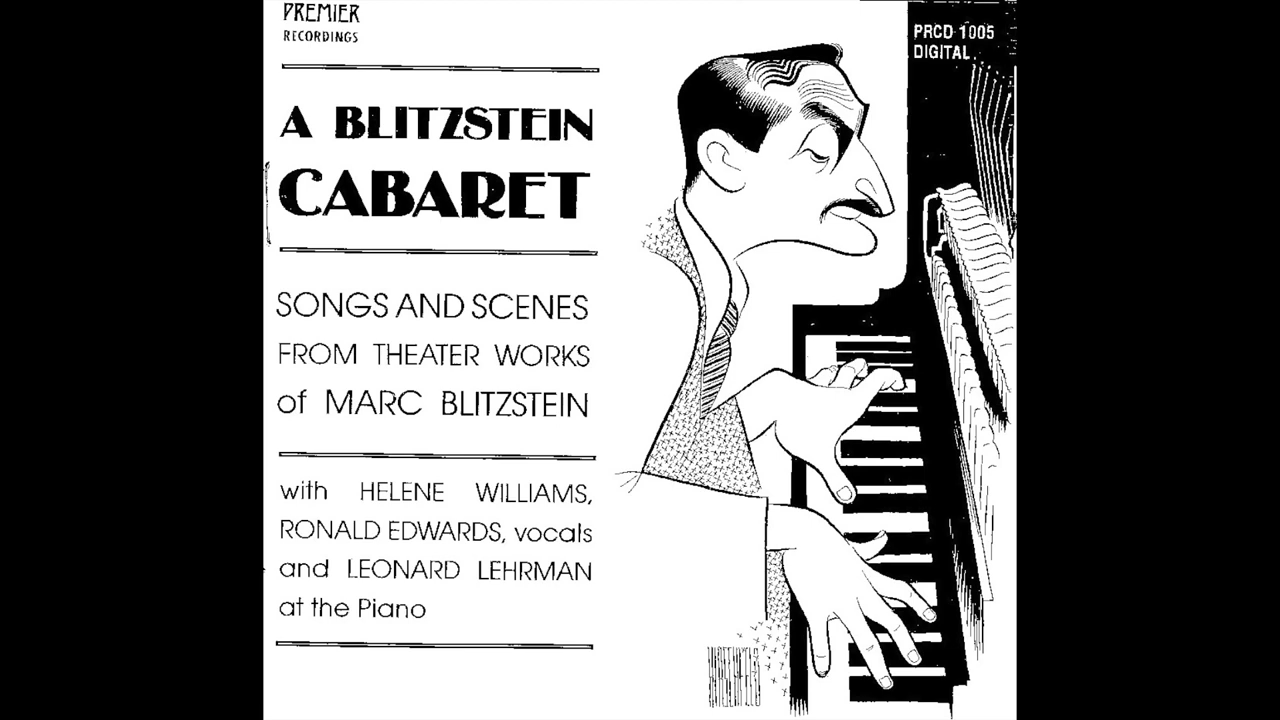 PREMIER
RECORDINGS
PRCD 1005
DIGITAL
A BLITZSTEIN
CABARET
SONGS AND SCENES
FROM THEATER WORKS
of MARC BLITZSTEIN
with HELENE WILLIAMS,
RONALD EDWARDS, vocals
and LEONARD LEHRMAN
at the Piano